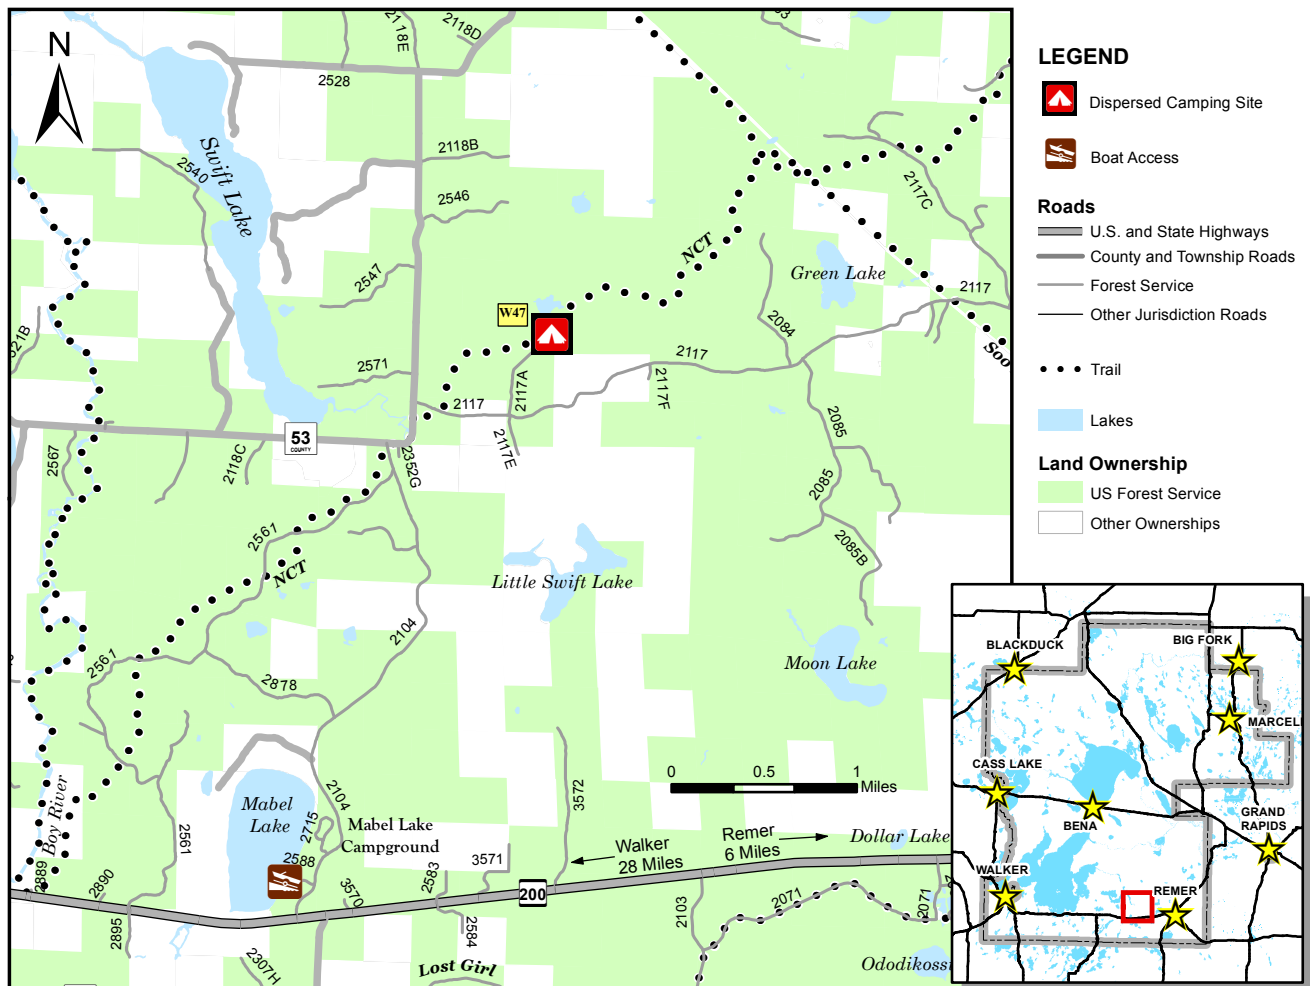 N
2118E
2118D
03
2528
Swift Lake
2540
2118B
2546
2547
NCT
2117C
Green Lake
2117
Soo
W47
2084
521B
2571
2117A
2117
2117F
2117
53
COUNTY
2567
2118C
2352G
2117E
2085
2085
2085B
2561
NCT
Little Swift Lake
2104
2561
2878
Moon Lake
0 0.5 1
Miles
Boy River
2889
2890
2561
2895
Mabel
Lake
2104
2715
2588
Mabel Lake
Campground
3572
3571
2583
3570
2584
Walker
28 Miles
Remer
6 Miles
Dollar Lake
200
2103
2071
2071
2307H
Lost Girl
Ododikossi
LEGEND
Dispersed Camping Site
Boat Access
Roads
U.S. and State Highways
County and Township Roads
Forest Service
Other Jurisdiction Roads
Trail
Lakes
Land Ownership
US Forest Service
Other Ownerships
BLACKDUCK
BIG FORK
MARCELL
CASS LAKE
BENA
GRAND
RAPIDS
WALKER
REMER